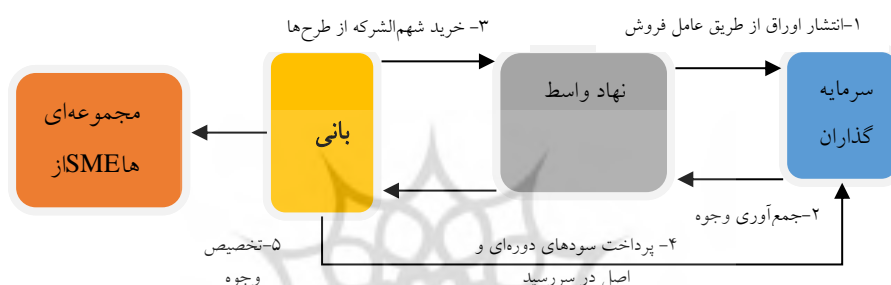 ۱-انتشار اوراق از طریق عامل فروش
۳- خرید شهم‌الشرکه از طرح‌ها
سرمایه
گذاران
نهاد واسط
بانی
مجموعه‌ای
ازSMEها
۲-جمع‌آوری وجوه
۴- پرداخت سودهای دوره‌ای و
اصل در سررسید
۵-تخصیص
وجوه